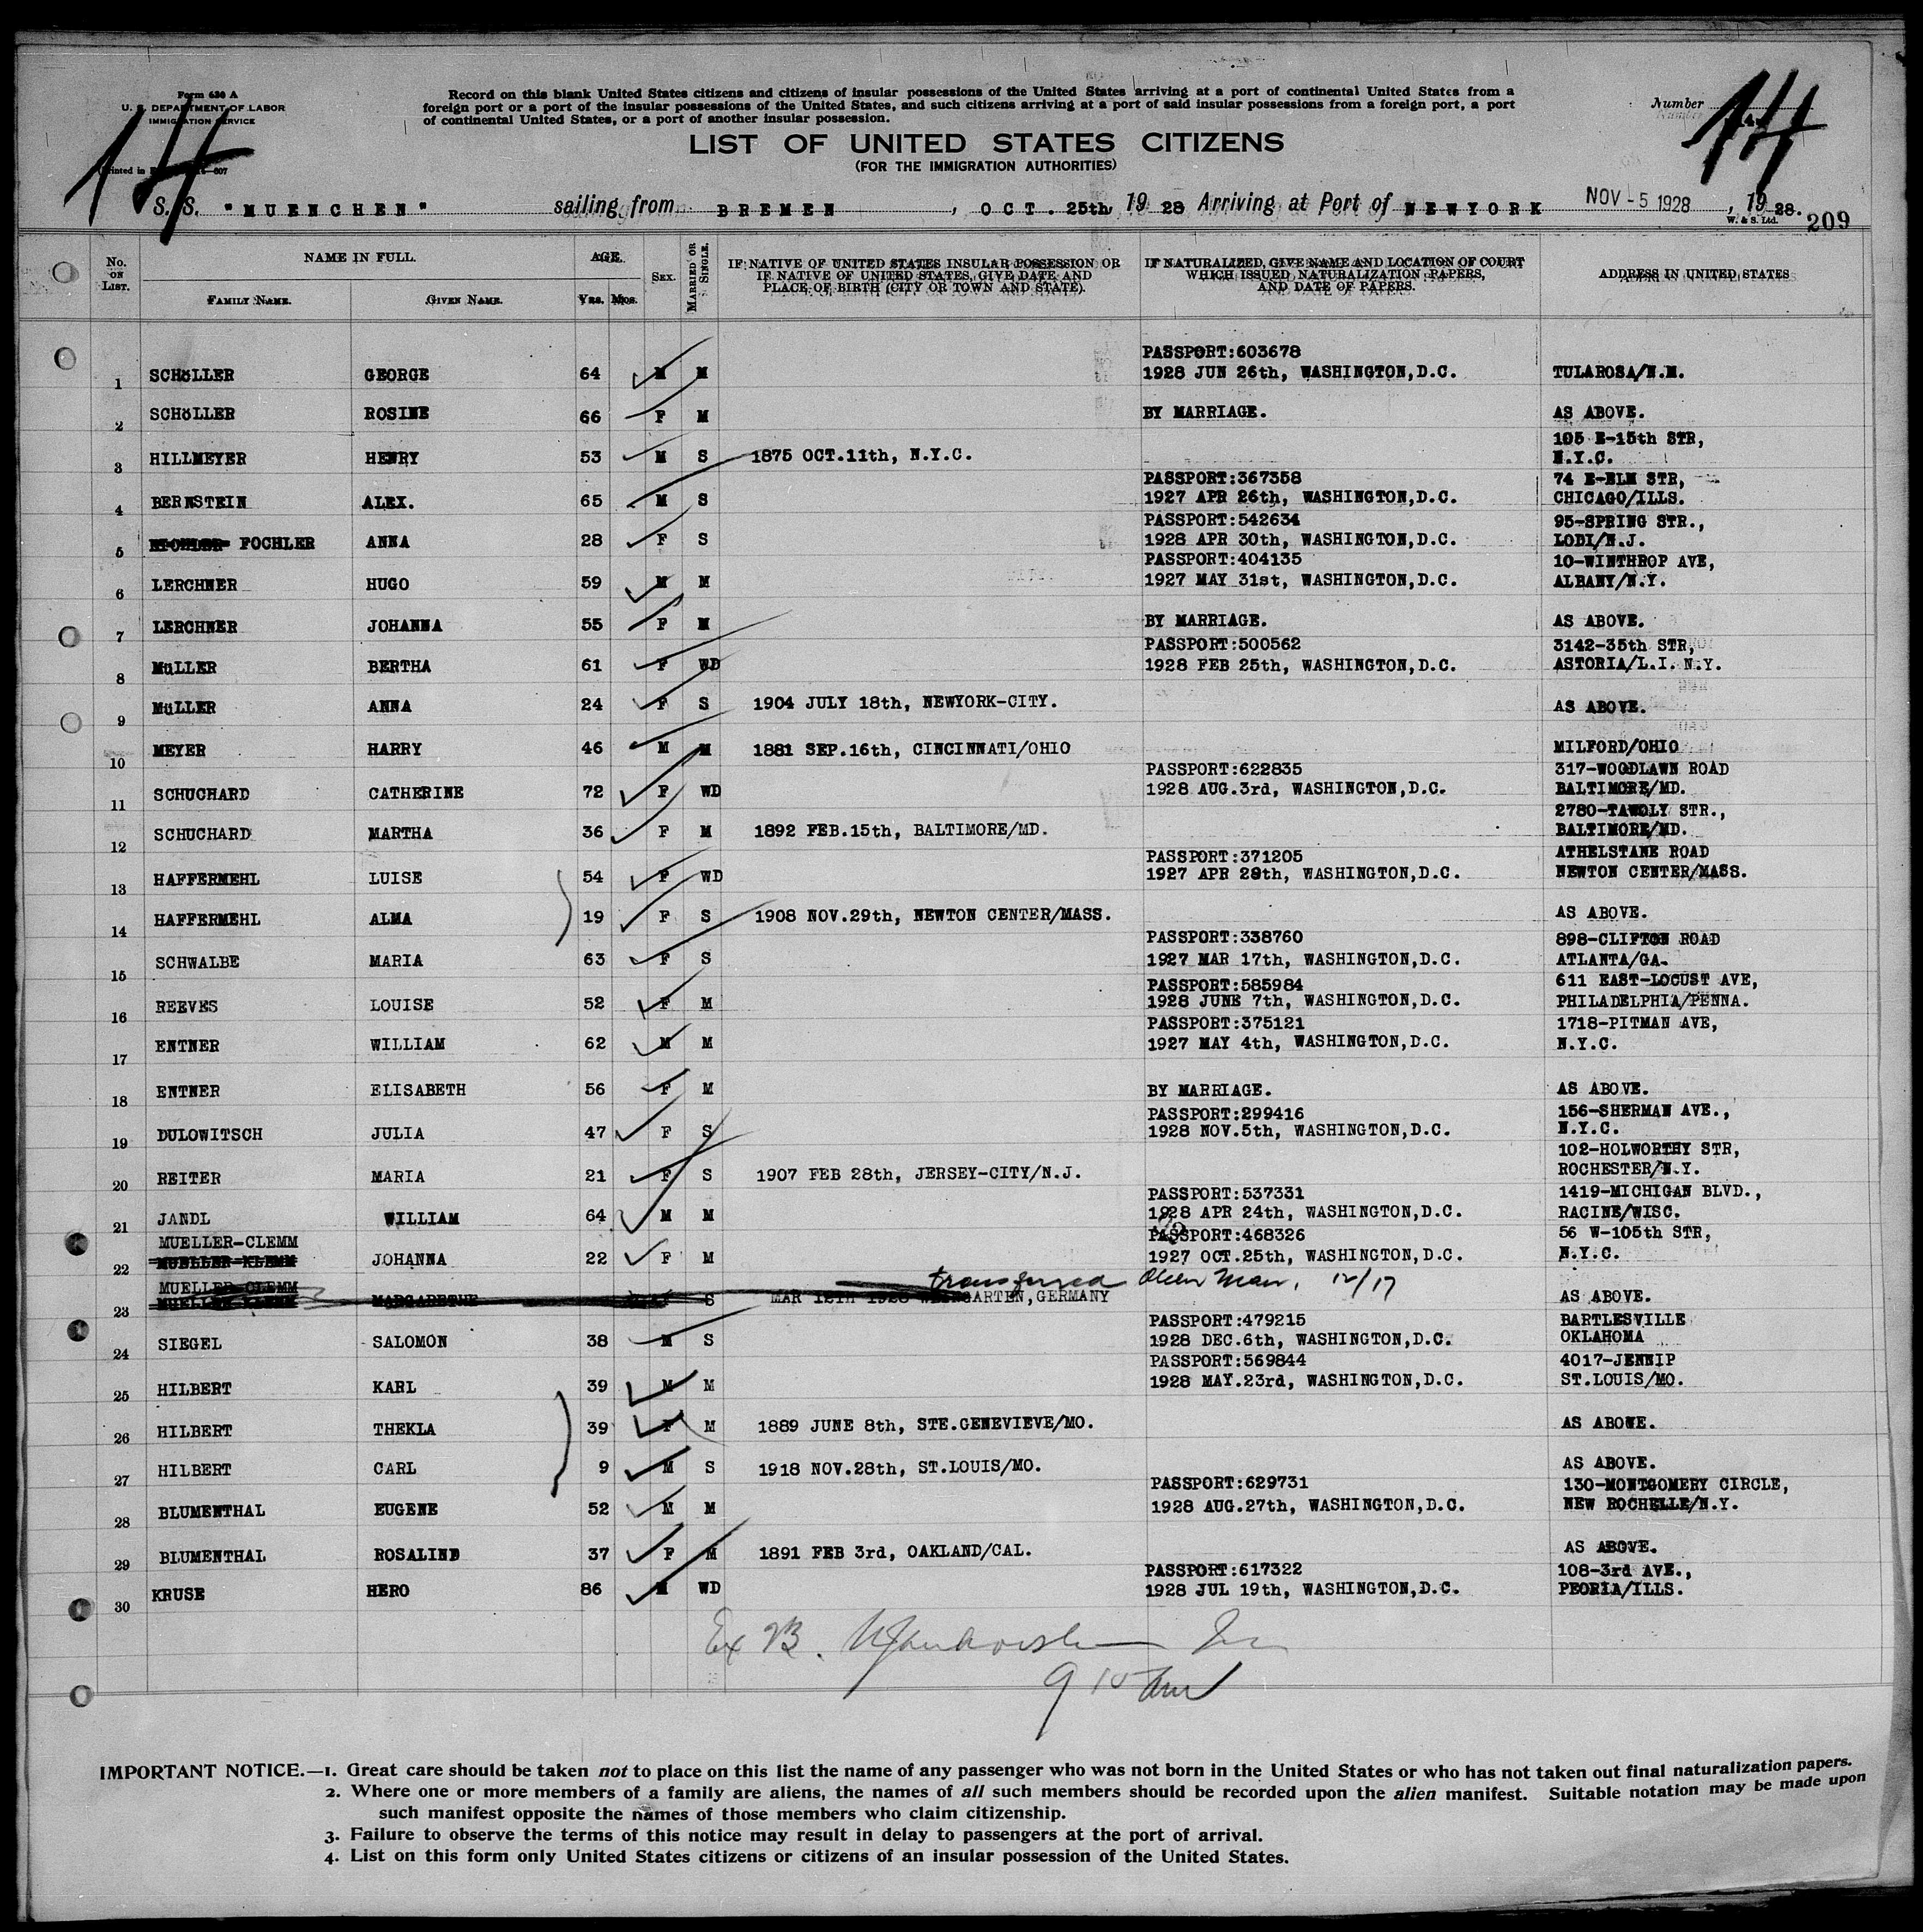 Form 630 A
U. S. DEPARTMENT OF LABOR
IMMIGRATION SERVICE
Record on this blank United States citizens and citizens of insular possessions of the United States arriving at a port of continental United States from a
foreign port or a port of the insular possessions of the United States, and such citizens arriving at a port of said insular possessions from a foreign port, a port
of continental United States, or a port of another insular possession.
Number
14
14
LIST OF UNITED STATES CITIZENS
(FOR THE IMMIGRATION AUTHORITIES)
S. S. "MUENCHEN" sailing from BREMEN, OCT. 25th, 1928 Arriving at Port of NEWYORK NOV - 5 1928, 1928.
W. & S. Ltd.
209
No. ON LIST. NAME IN FULL. FAMILY NAME. GIVEN NAME. AGE. Yrs. Mos. SEX. MARRIED OR SINGLE. IF NATIVE OF UNITED STATES INSULAR POSSESSION OR IF NATIVE OF UNITED STATES, GIVE DATE AND PLACE OF BIRTH (CITY OR TOWN AND STATE). IF NATURALIZED, GIVE NAME AND LOCATION OF COURT WHICH ISSUED NATURALIZATION PAPERS, AND DATE OF PAPERS. ADDRESS IN UNITED STATES
PASSPORT:603678
1 SCHöLLER GEORGE 64 M M 1928 JUN 26th, WASHINGTON,D.C. TULAROSA/N.M.
2 SCHöLLER ROSINE 66 F M BY MARRIAGE. AS ABOVE.
105 E-15th STR,
3 HILLMEYER HENRY 53 M S 1875 OCT.11th, N.Y.C. N.Y.C.
PASSPORT:367358 74 E-ELM STR,
4 BERNSTEIN ALEX. 65 M S 1927 APR 26th, WASHINGTON,D.C. CHICAGO/ILLS.
PASSPORT:542634 95-SPRING STR.,
5 FOCHLER ANNA 28 F S 1928 APR 30th, WASHINGTON,D.C. LODI/N.J.
PASSPORT:404135 10-WINTHROP AVE,
6 LERCHNER HUGO 59 M M 1927 MAY 31st, WASHINGTON,D.C. ALBANY/N.Y.
7 LERCHNER JOHANNA 55 F M BY MARRIAGE. AS ABOVE.
PASSPORT:500562 3142-35th STR,
8 MüLLER BERTHA 61 F WD 1928 FEB 25th, WASHINGTON,D.C. ASTORIA/L.I. N.Y.
9 MüLLER ANNA 24 F S 1904 JULY 18th, NEWYORK-CITY. AS ABOVE.
10 MEYER HARRY 46 M M 1881 SEP.16th, CINCINNATI/OHIO MILFORD/OHIO
PASSPORT:622835 317-WOODLAWN ROAD
11 SCHUCHARD CATHERINE 72 F WD 1928 AUG.3rd, WASHINGTON,D.C. BALTIMORE/MD.
2780-TAWOLY STR.,
12 SCHUCHARD MARTHA 36 F M 1892 FEB.15th, BALTIMORE/MD. BALTIMORE/MD.
PASSPORT:371205 ATHELSTANE ROAD
13 HAFFERMEHL LUISE 54 F WD 1927 APR 28th, WASHINGTON,D.C. NEWTON CENTER/MASS.
14 HAFFERMEHL ALMA 19 F S 1908 NOV.29th, NEWTON CENTER/MASS. AS ABOVE.
PASSPORT:338760 898-CLIFTON ROAD
15 SCHWALBE MARIA 63 F S 1927 MAR 17th, WASHINGTON,D.C. ATLANTA/GA.
PASSPORT:585984 611 EAST-LOCUST AVE,
16 REEVES LOUISE 52 F M 1928 JUNE 7th, WASHINGTON,D.C. PHILADELPHIA/PENNA.
PASSPORT:375121 1718-PITMAN AVE,
17 ENTNER WILLIAM 62 M M 1927 MAY 4th, WASHINGTON,D.C. N.Y.C.
18 ENTNER ELISABETH 56 F M BY MARRIAGE. AS ABOVE.
PASSPORT:299416 156-SHERMAN AVE.,
19 DULOWITSCH JULIA 47 F S 1928 NOV.5th, WASHINGTON,D.C. N.Y.C.
102-HOLWORTHY STR,
20 REITER MARIA 21 F S 1907 FEB 28th, JERSEY-CITY/N.J. ROCHESTER/N.Y.
PASSPORT:537331 1419-MICHIGAN BLVD.,
21 JANDL WILLIAM 64 M M 1928 APR 24th, WASHINGTON,D.C. RACINE/WISC.
MUELLER-CLEMM PASSPORT:468326 56 W-105th STR,
22 MUELLER-KLEMM JOHANNA 22 F M 1927 OCT.25th, WASHINGTON,D.C. N.Y.C.
MUELLER-CLEMM transferred Alien Man. 12/17
23 MARGARETHE S MAR 12TH 1928 GERMANY AS ABOVE.
PASSPORT:479215 BARTLESVILLE
24 SIEGEL SALOMON 38 M S 1928 DEC.6th, WASHINGTON,D.C. OKLAHOMA
PASSPORT:569844 4017-JENNIP
25 HILBERT KARL 39 M M 1928 MAY.23rd, WASHINGTON,D.C. ST.LOUIS/MO.
26 HILBERT THEKLA 39 F M 1889 JUNE 8th, STE.GENEVIEVE/MO. AS ABOVE.
27 HILBERT CARL 9 M S 1918 NOV.28th, ST.LOUIS/MO. AS ABOVE.
PASSPORT:629731 130-MONTGOMERY CIRCLE,
28 BLUMENTHAL EUGENE 52 M M 1928 AUG.27th, WASHINGTON,D.C. NEW ROCHELLE/N.Y.
29 BLUMENTHAL ROSALIND 37 F M 1891 FEB 3rd, OAKLAND/CAL. AS ABOVE.
PASSPORT:617322 108-3rd AVE.,
30 KRUSE HERO 86 M WD 1928 JUL 19th, WASHINGTON,D.C. PEORIA/ILLS.
Ex B.
9 15 am
IMPORTANT NOTICE.—1. Great care should be taken not to place on this list the name of any passenger who was not born in the United States or who has not taken out final naturalization papers.
2. Where one or more members of a family are aliens, the names of all such members should be recorded upon the alien manifest. Suitable notation may be made upon
such manifest opposite the names of those members who claim citizenship.
3. Failure to observe the terms of this notice may result in delay to passengers at the port of arrival.
4. List on this form only United States citizens or citizens of an insular possession of the United States.